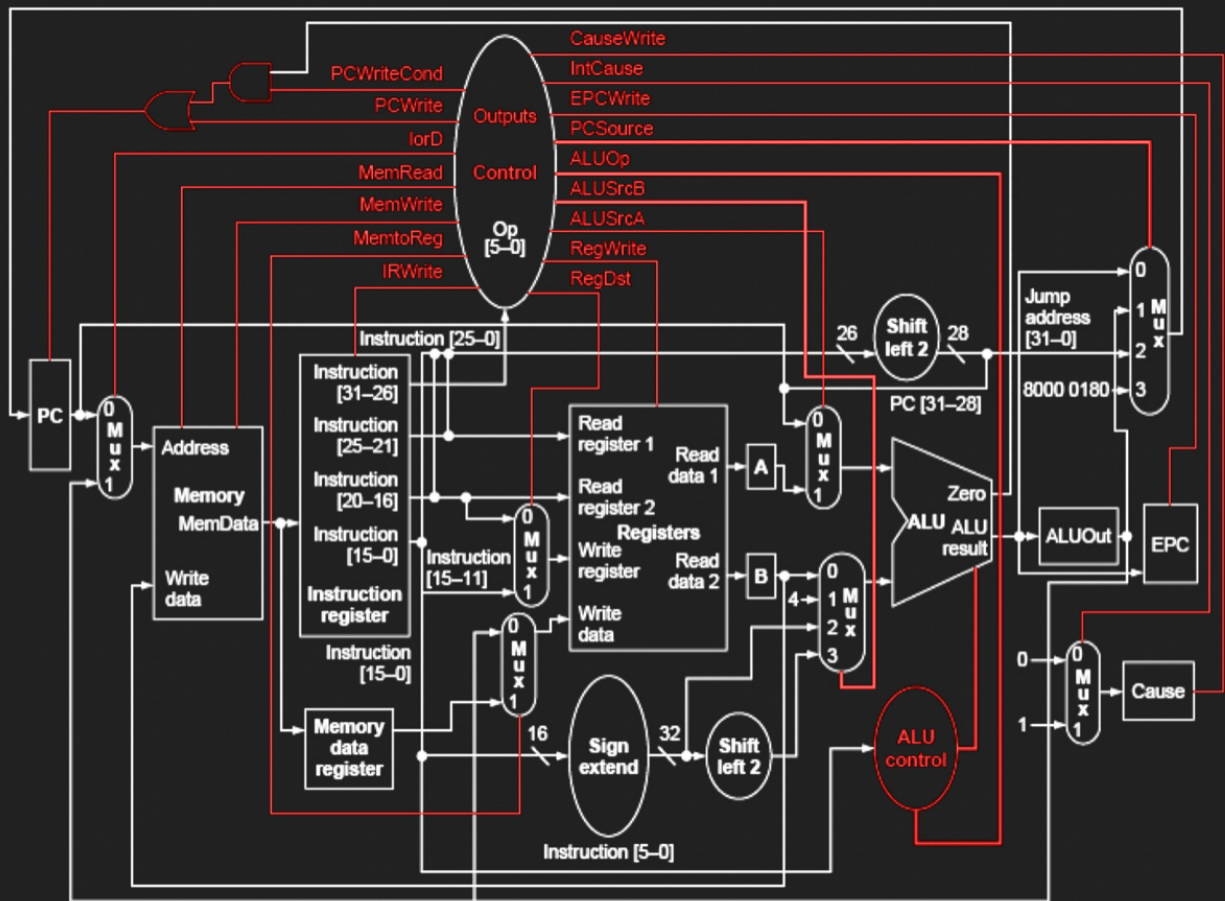 CauseWrite
IntCause
EPCWrite
PCSource
ALUOp
ALUSrcB
ALUSrcA
RegWrite
RegDst
PCWriteCond
PCWrite
IorD
MemRead
MemWrite
MemtoReg
IRWrite
Outputs
Control
Op
[5–0]
Instruction [25–0]
26
Shift
left 2
28
Jump
address
[31–0]
0
1
2
3
Mux
8000 0180
PC [31–28]
PC
0
Mux
1
Address
Memory
MemData
Write
data
Instruction
[31–26]
Instruction
[25–21]
Instruction
[20–16]
Instruction
[15–0]
Instruction
register
Instruction
[15–0]
Instruction
[15–11]
0
Mux
1
0
Mux
1
Read
register 1
Read
register 2
Registers
Write
register
Write
data
Read
data 1
Read
data 2
A
B
0
Mux
1
4
0
1
2
3
Mux
Zero
ALU
ALU
result
ALUOut
EPC
0
1
0
Mux
1
Cause
Memory
data
register
16
Sign
extend
32
Shift
left 2
ALU
control
Instruction [5–0]